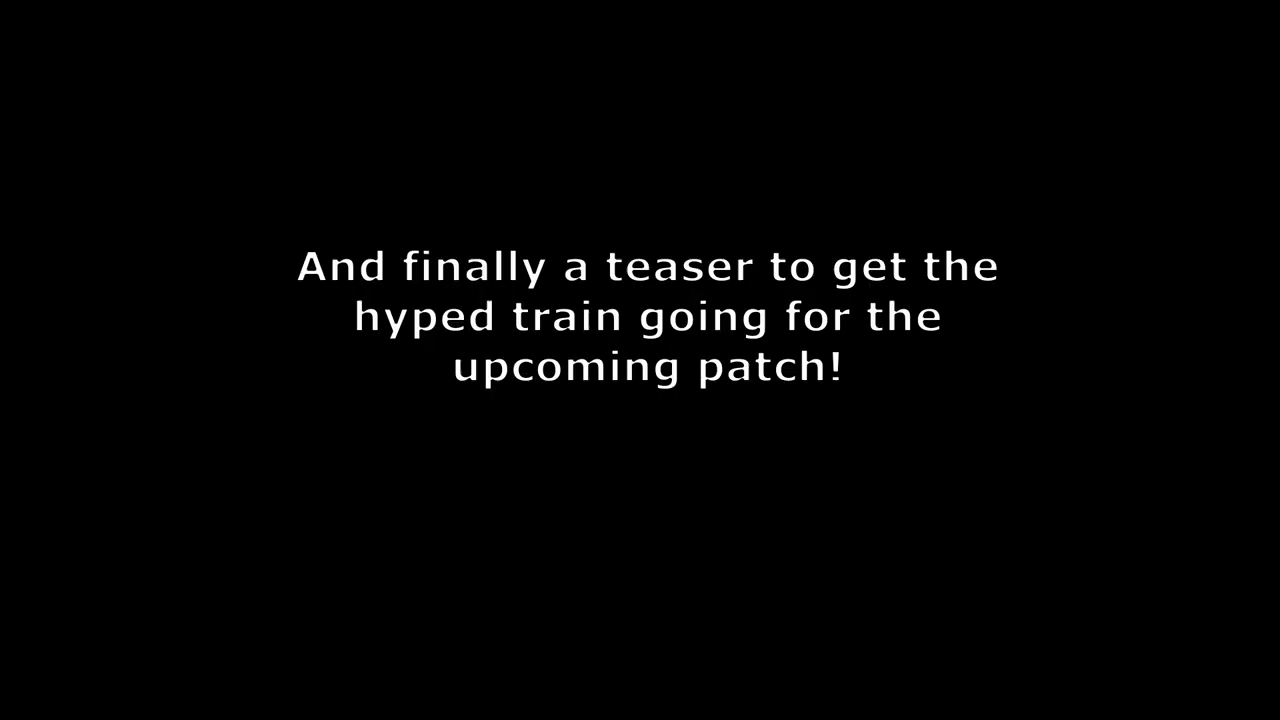 And finally a teaser to get the
hyped train going for the
upcoming patch!